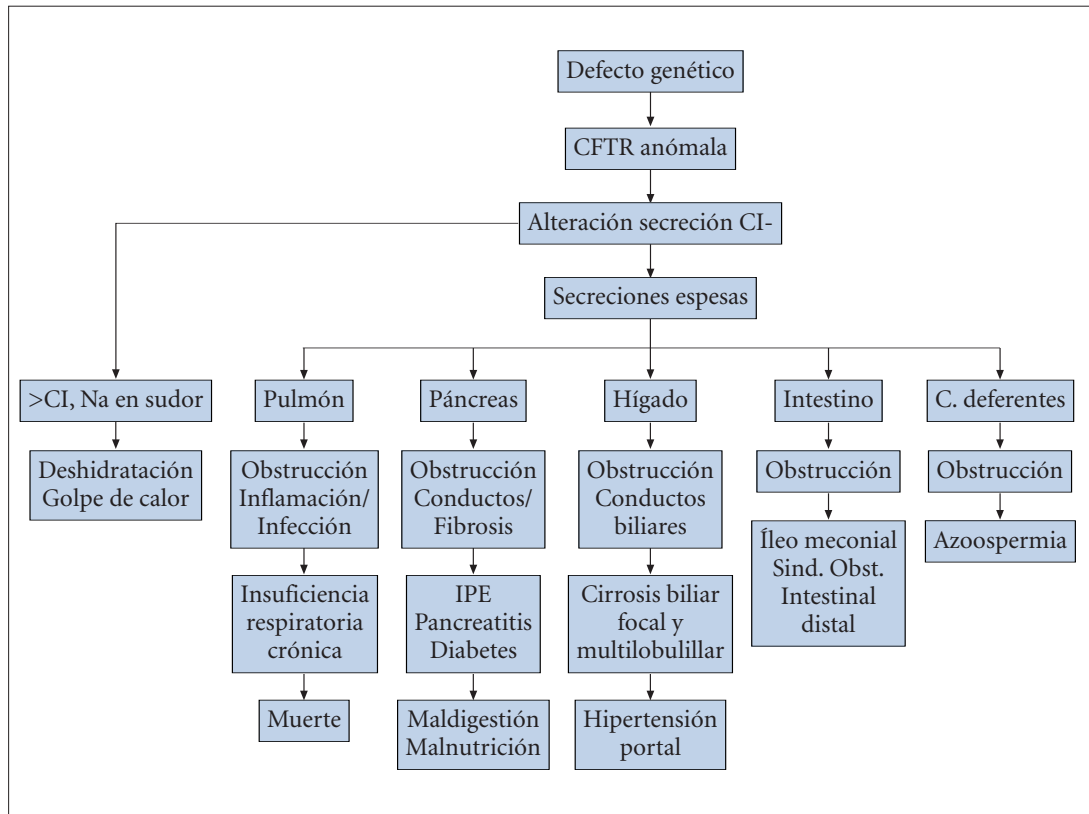 Defecto genético
CFTR anómala
Alteración secreción CI-
Secreciones espesas
>CI, Na en sudor
Pulmón
Páncreas
Hígado
Intestino
C. deferentes
Deshidratación
Golpe de calor
Obstrucción
Inflamación/
Infección
Obstrucción
Conductos/
Fibrosis
Obstrucción
Conductos
biliares
Obstrucción
Obstrucción
Insuficiencia
respiratoria
crónica
IPE
Pancreatitis
Diabetes
Cirrosis biliar
focal y
multilobulillar
Íleo meconial
Sind. Obst.
Intestinal
distal
Azoospermia
Muerte
Maldigestión
Malnutrición
Hipertensión
portal